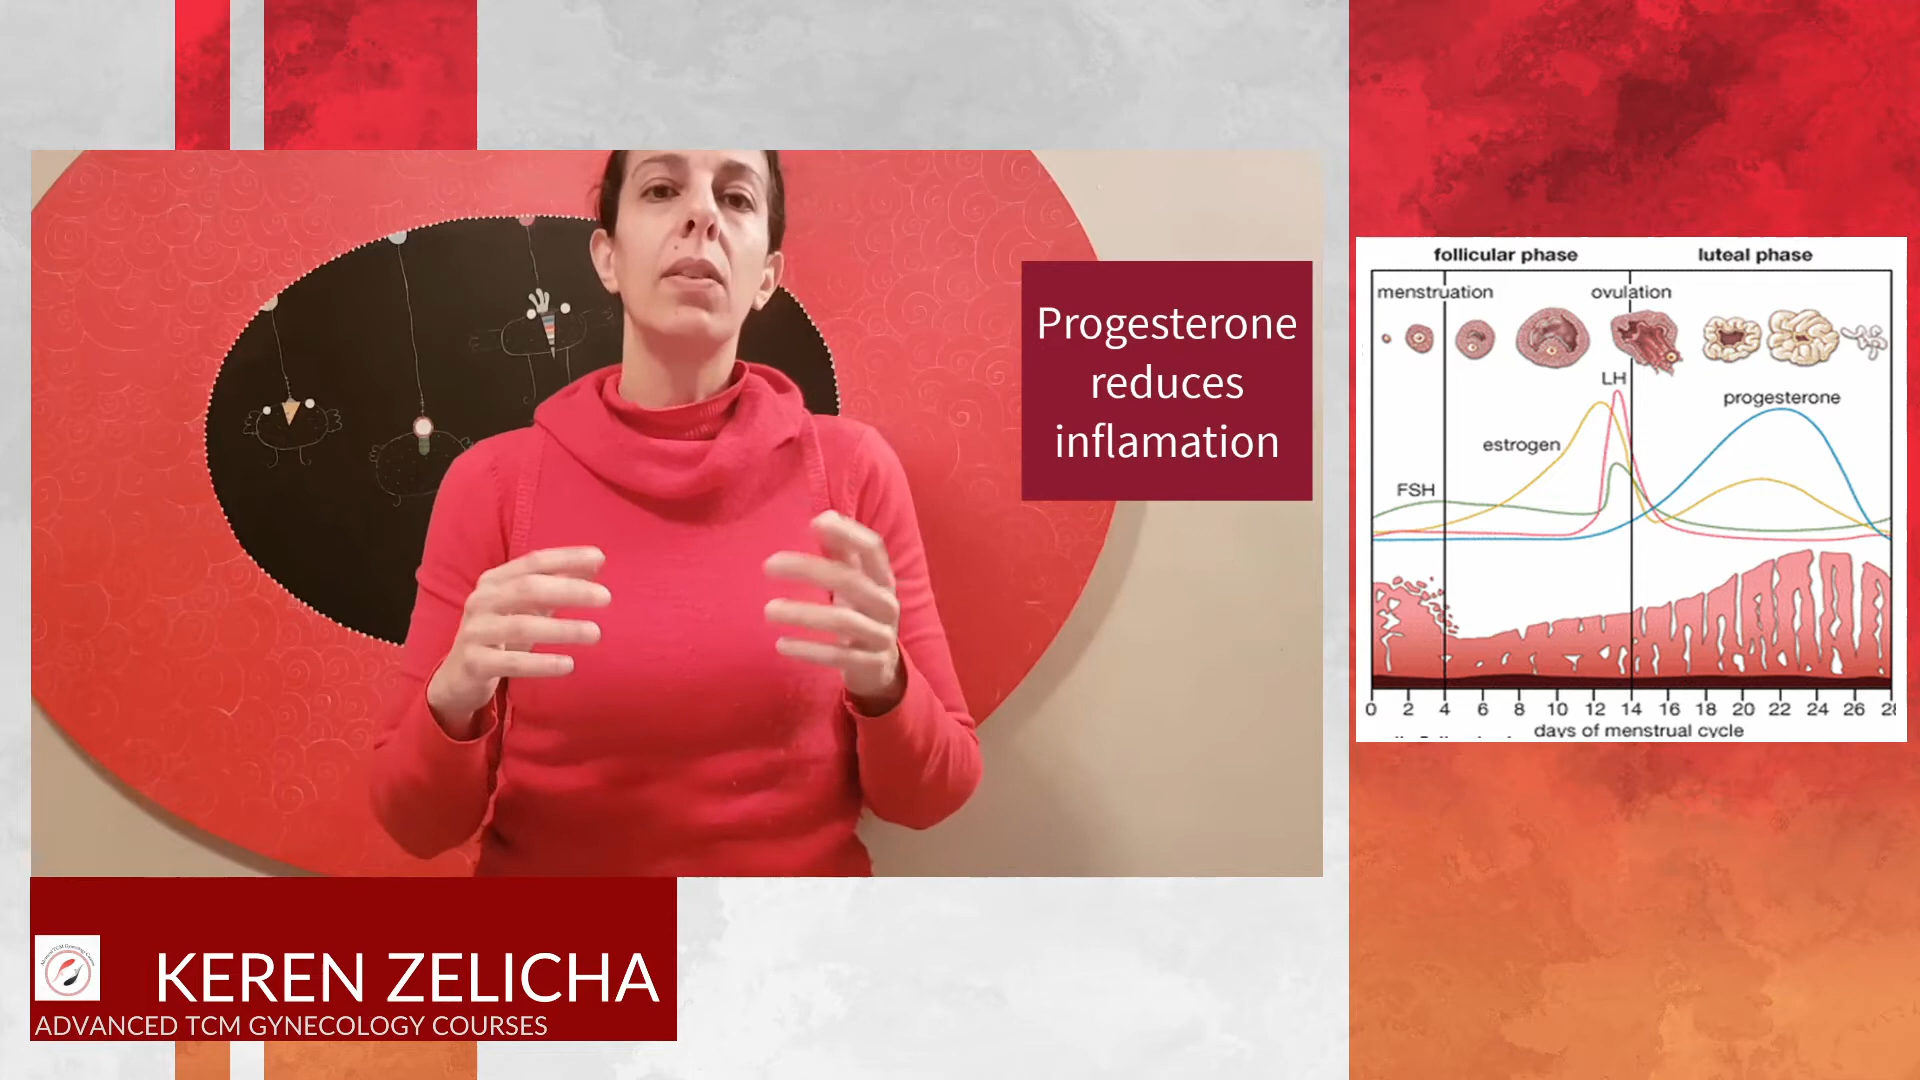 Progesterone
reduces
inflamation
KEREN ZELICHA
ADVANCED TCM GYNECOLOGY COURSES
follicular phase luteal phase
menstruation ovulation
LH
progesterone
estrogen
FSH
0 2 4 6 8 10 12 14 16 18 20 22 24 26 28
days of menstrual cycle